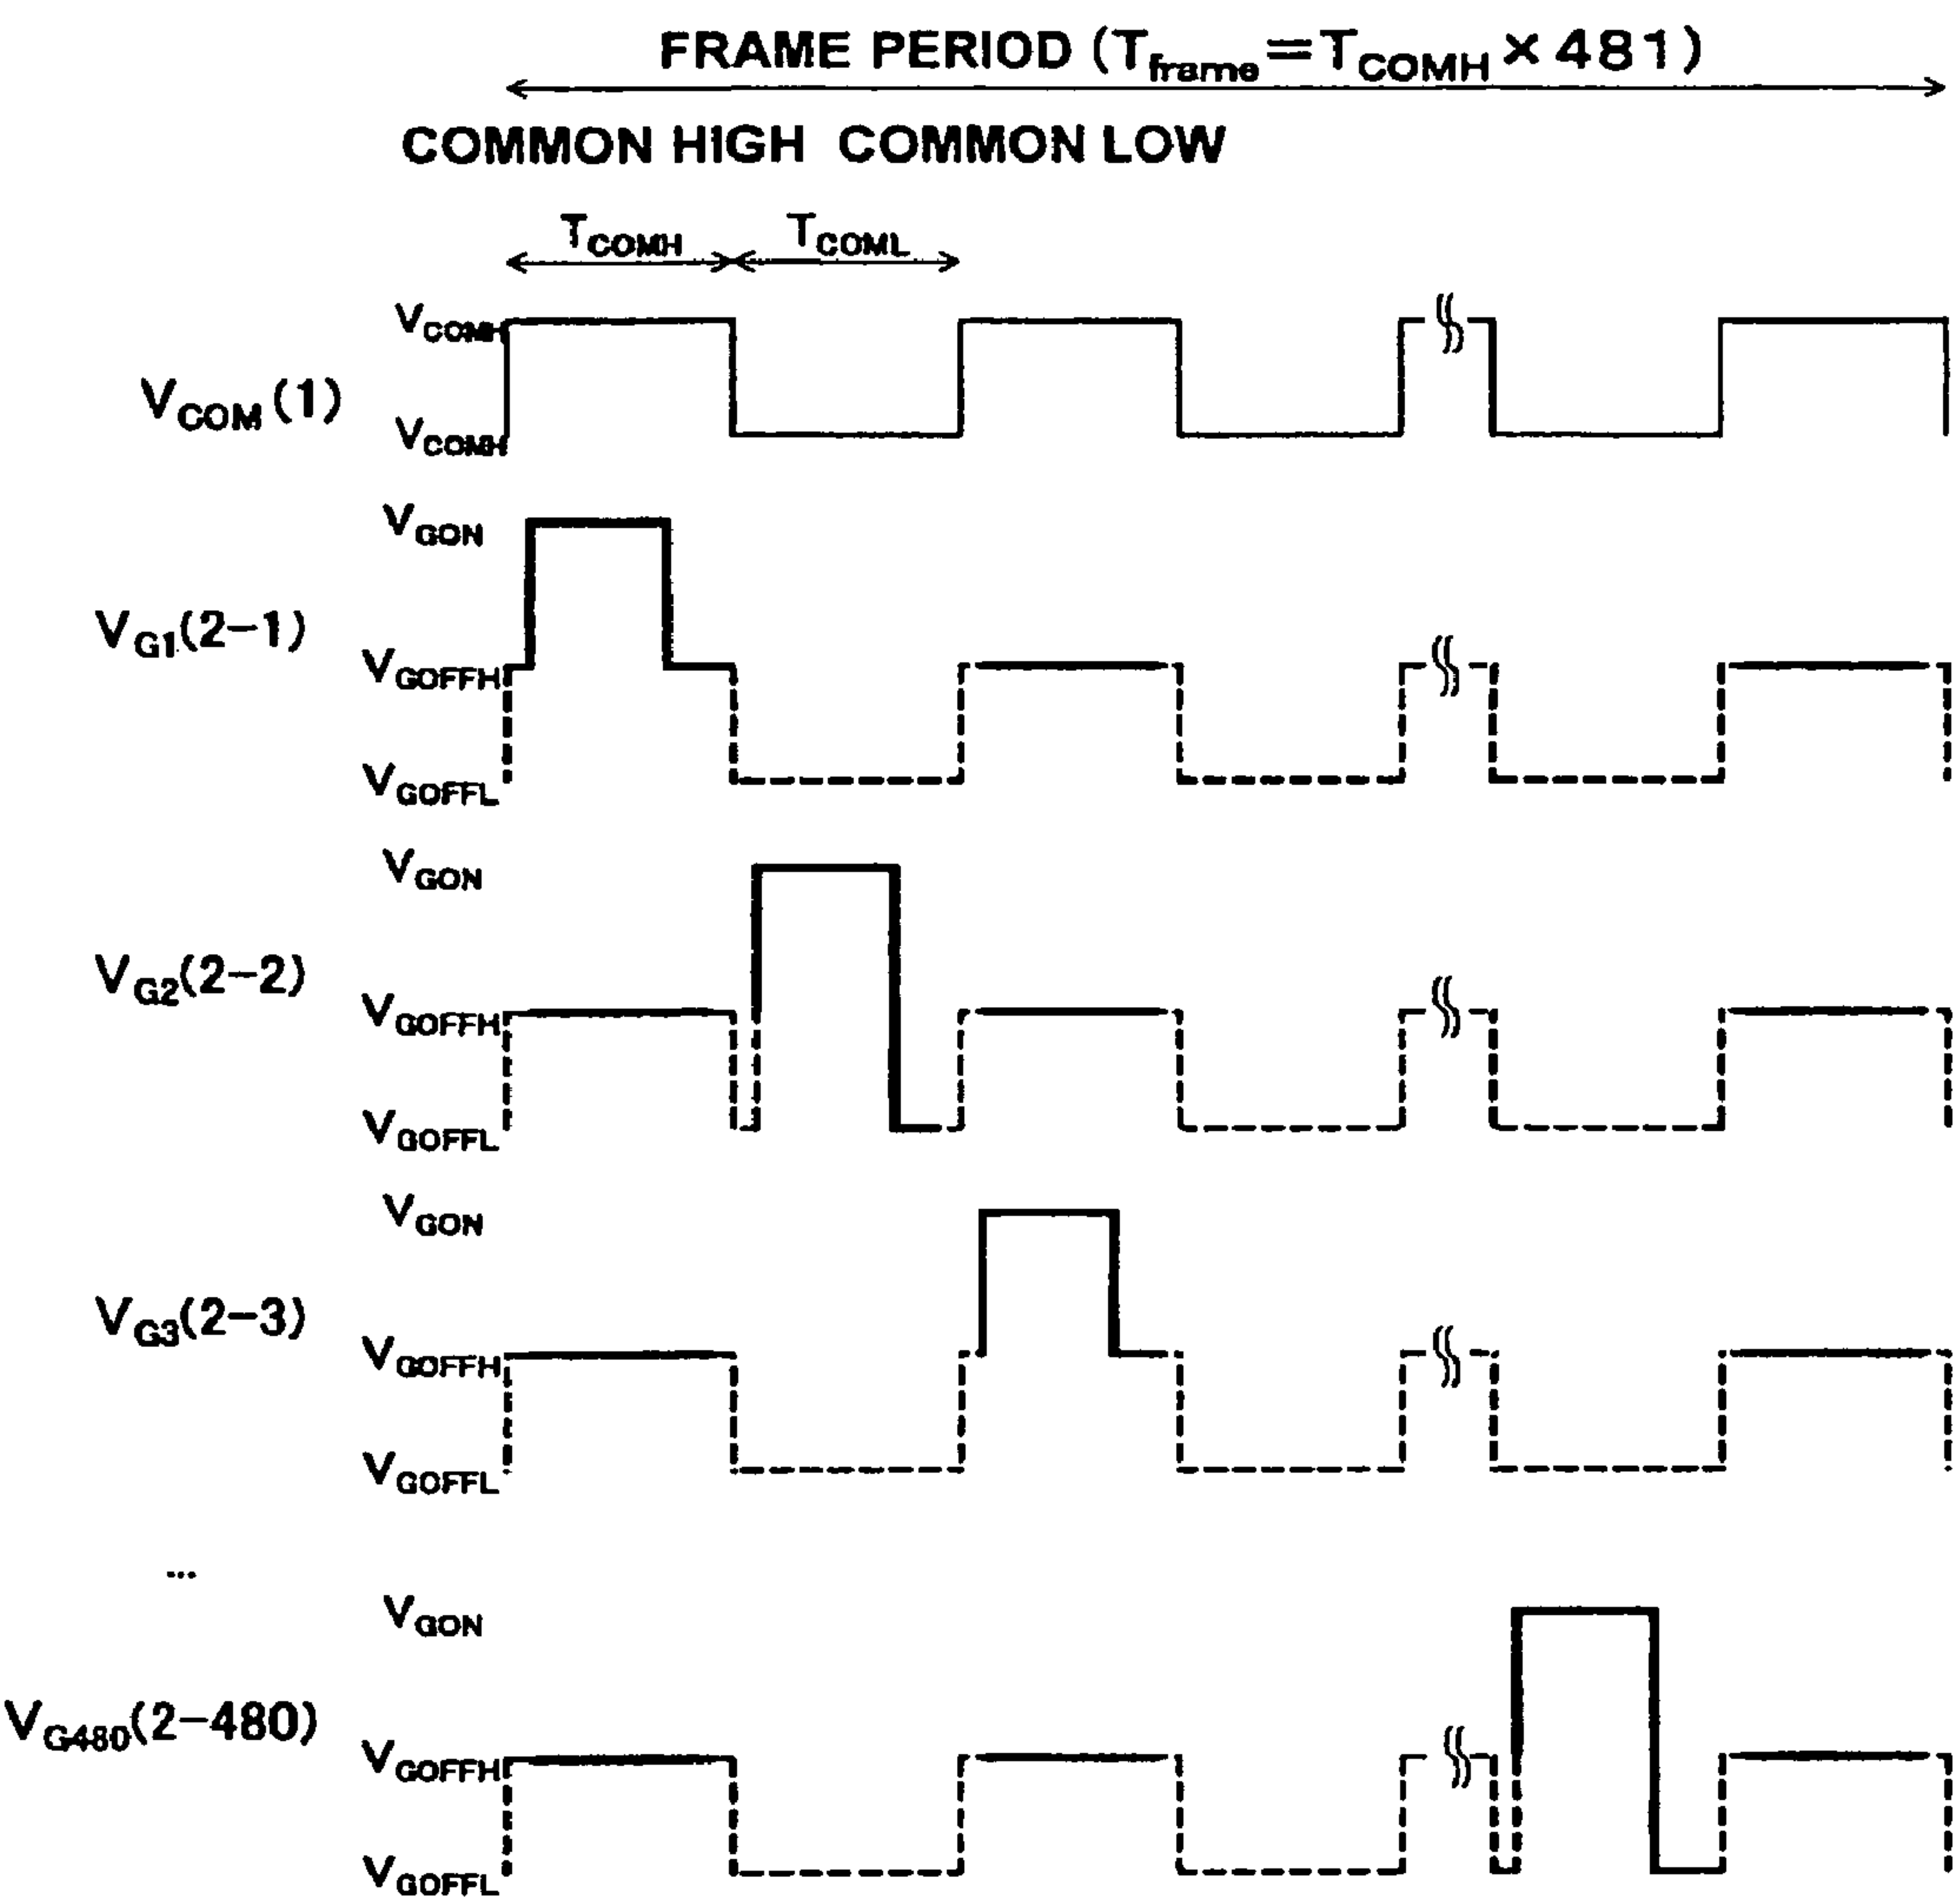 FRAME PERIOD (Tframe=TCOMH×481)
COMMON HIGH COMMON LOW
TCOMH TCOML
VCOMH
VCOM(1)
VCOMH
VGON
VG1(2-1)
VGOFFH
VGOFFL
VGON
VG2(2-2)
VGOFFH
VGOFFL
VGON
VG3(2-3)
VGOFFH
VGOFFL
...
VGON
VG480(2-480)
VGOFFH
VGOFFL